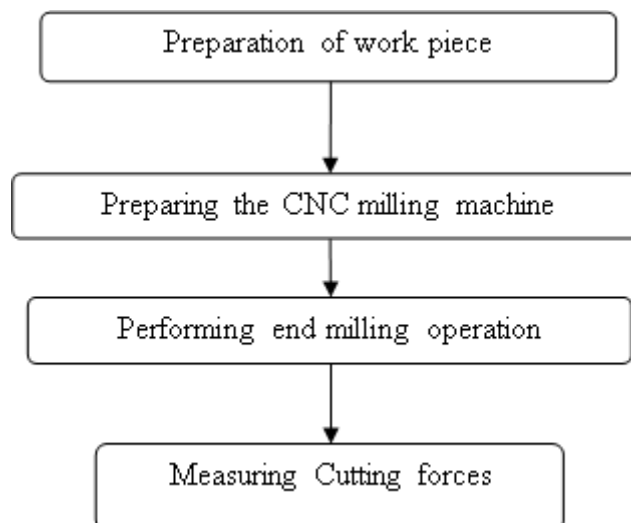 Preparation of work piece
Preparing the CNC milling machine
Performing end milling operation
Measuring Cutting forces